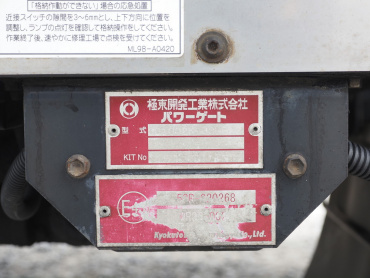 「格納作動ができない」場合の応急処置
近接スイッチの隙間を3〜6mmとし、上下方向に位置を
調整し、ランプの点灯を確認して格納操作をしてください。
作業終了後、速やかに修理工場で点検を受けてください。
ML98-A0420
極東開発工業株式会社
パワーゲート
型 式
KIT No
Kyokuto Co., Ltd.